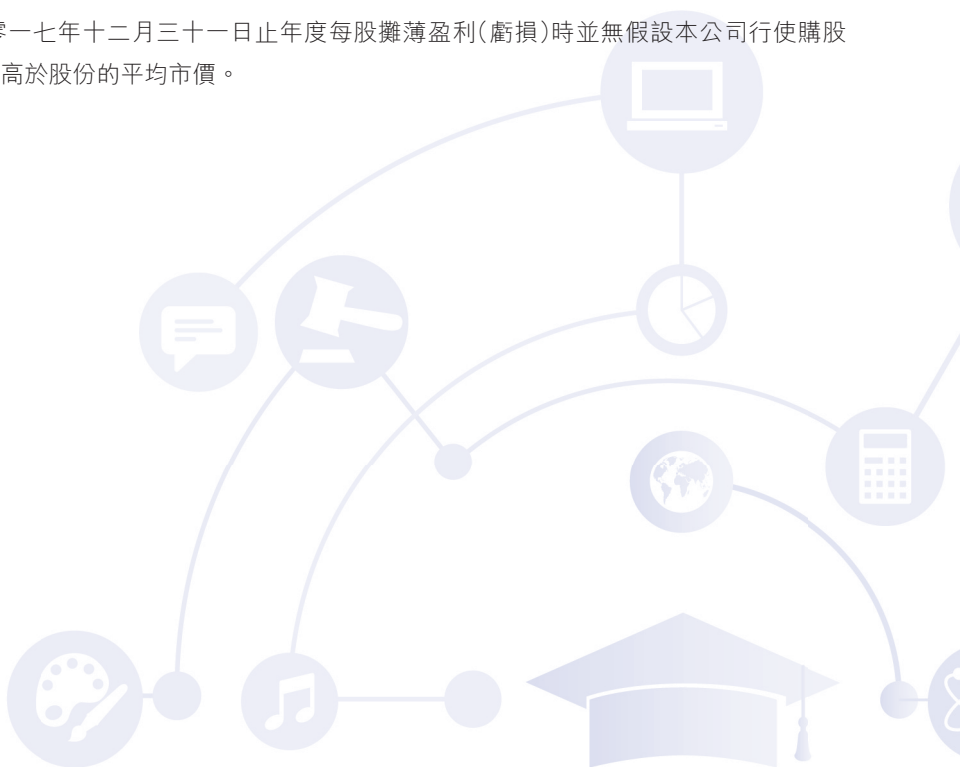 零一七年十二月三十一日止年度每股攤薄盈利(虧損)時並無假設本公司行使購股
高於股份的平均市價。